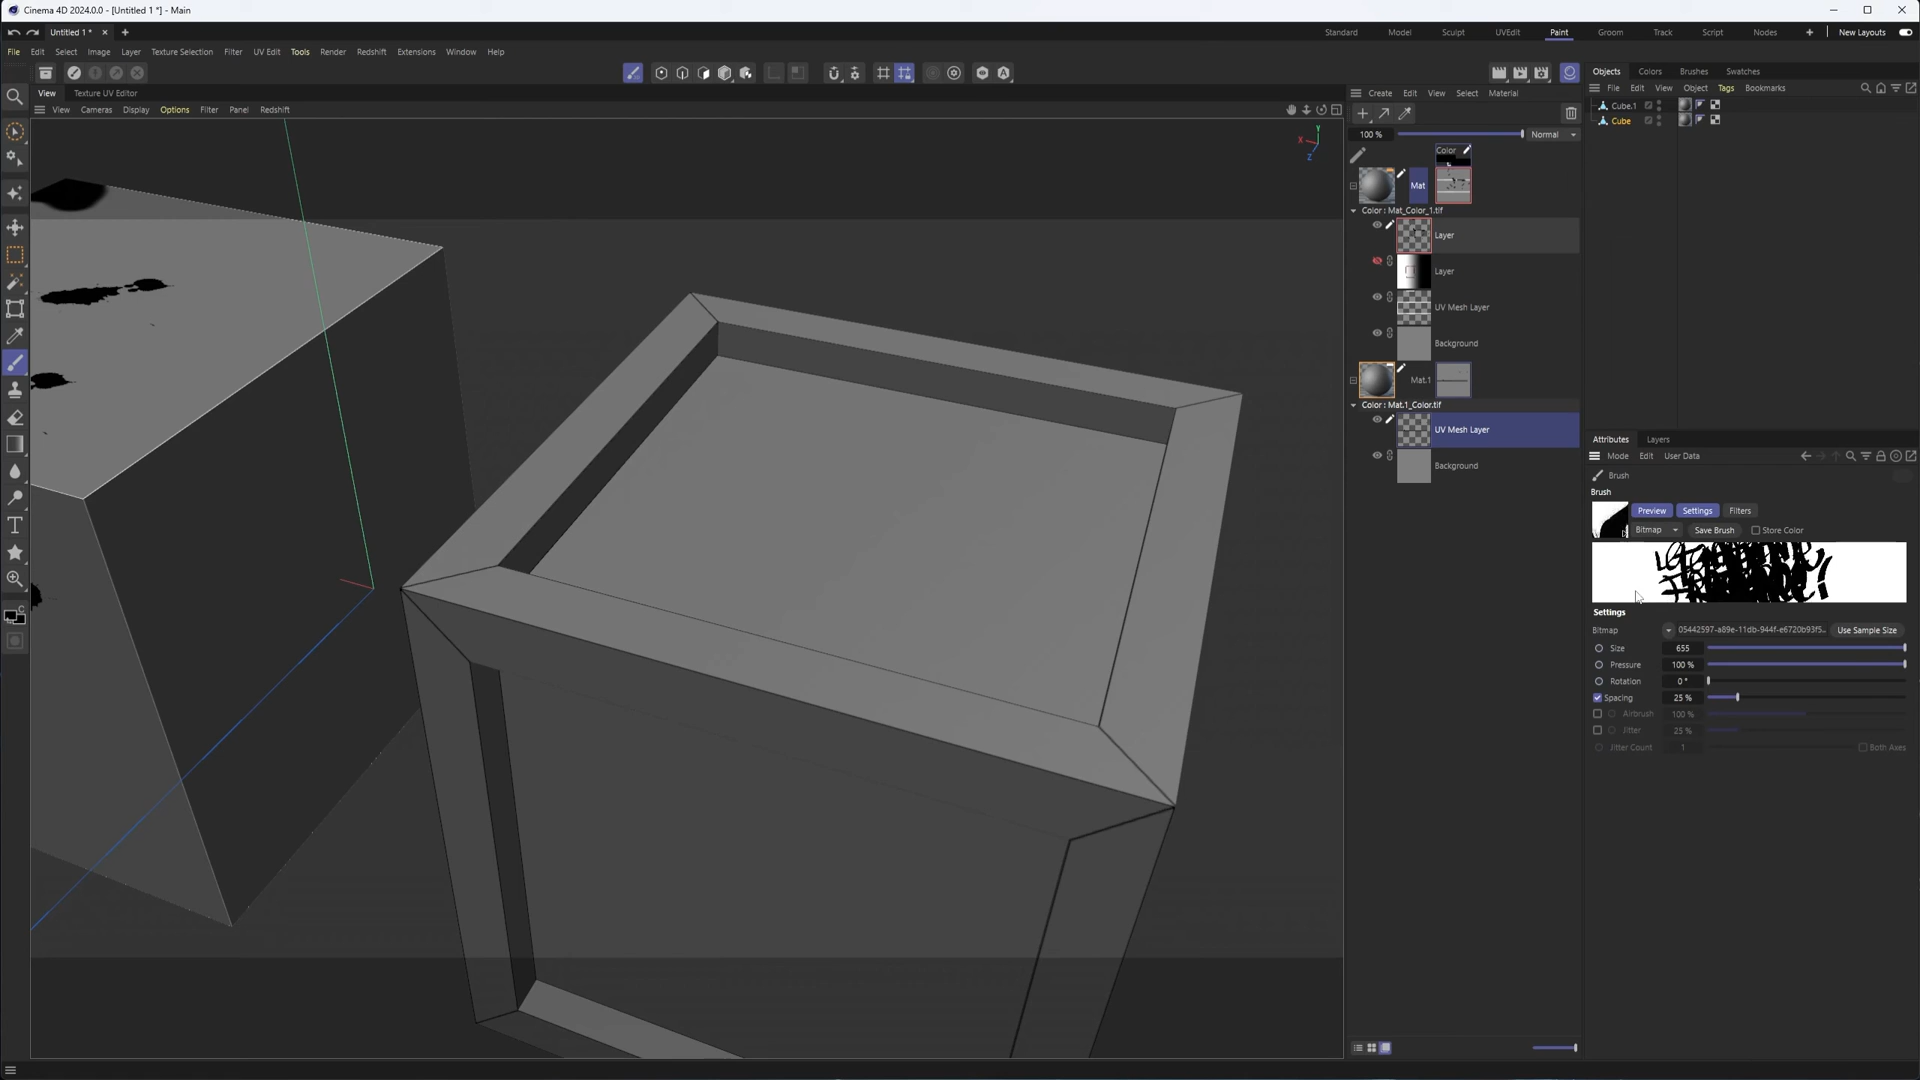 Cinema 4D 2024.0.0 - [Untitled 1 *] - Main
Untitled 1 *
Standard Model Sculpt UVEdit Paint Groom Track Script Nodes New Layouts
File Edit Select Image Layer Texture Selection Filter UV Edit Tools Render Redshift Extensions Window Help
View Texture UV Editor
View Cameras Display Options Filter Panel Redshift
Y
X
Z
Create Edit View Select Material
100 % Normal
Color
Mat
Color : Mat_Color_1.tif
Layer
Layer
UV Mesh Layer
Background
Mat.1
Color : Mat.1_Color.tif
UV Mesh Layer
Background
Objects Colors Brushes Swatches
File Edit View Object Tags Bookmarks
Cube.1
Cube
Attributes Layers
Mode Edit User Data
Brush
Brush
Preview Settings Filters
Bitmap Save Brush Store Color
Settings
Bitmap 05442597-a89e-11db-944f-e6720b93f5... Use Sample Size
Size 655
Pressure 100 %
Rotation 0 °
Spacing 25 %
Airbrush 100 %
Jitter 25 %
Jitter Count 1 Both Axes